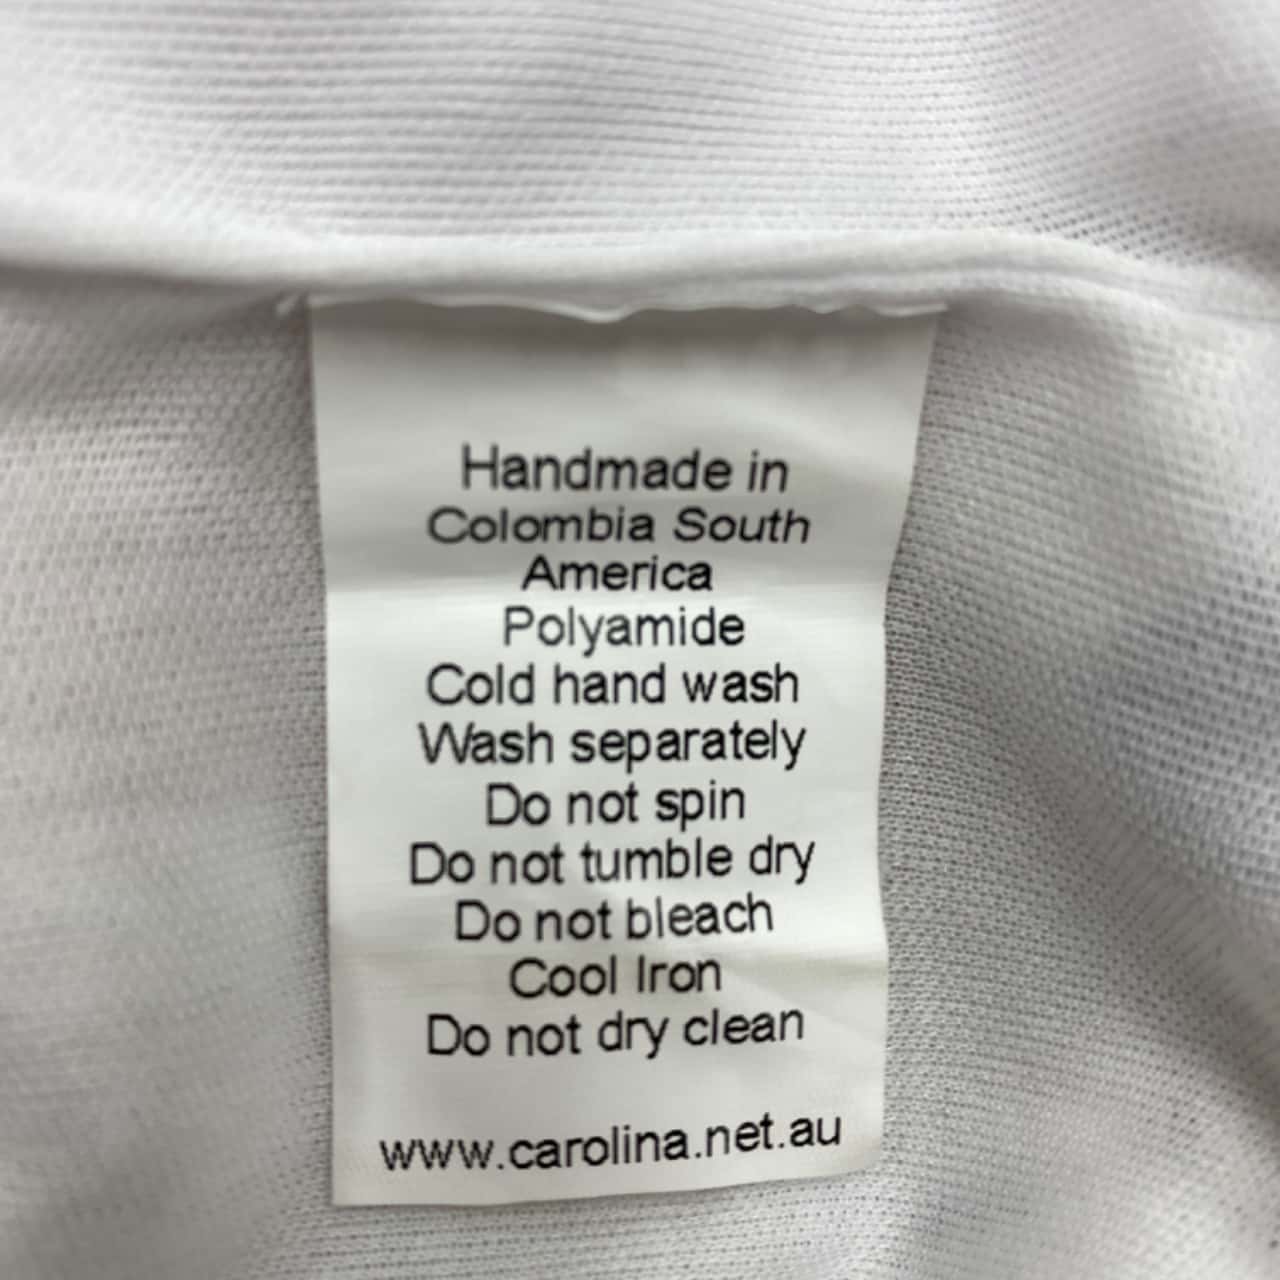 Handmade in
Colombia South
America
Polyamide
Cold hand wash
Wash separately
Do not spin
Do not tumble dry
Do not bleach
Cool Iron
Do not dry clean
www.carolina.net.au